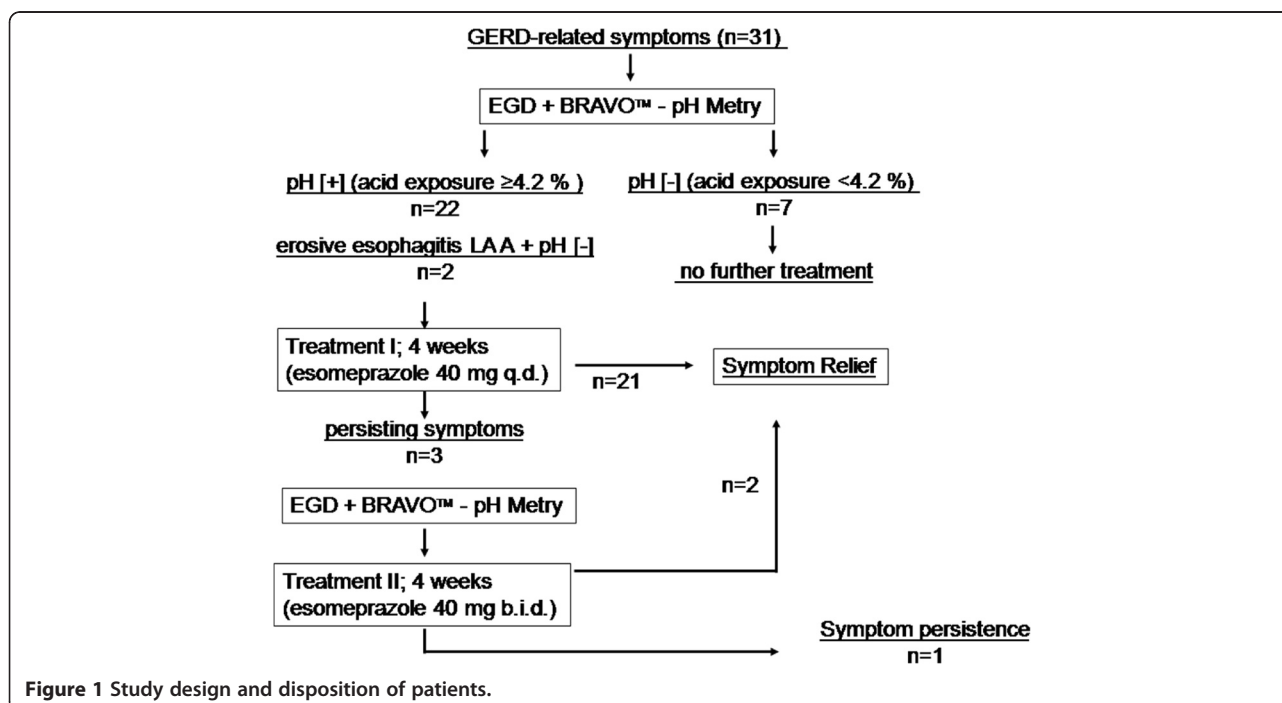 GERD-related symptoms (n=31)
EGD + BRAVO™ - pH Metry
pH [+] (acid exposure ≥4.2 % )
n=22
pH [-] (acid exposure <4.2 %)
n=7
erosive esophagitis LA A + pH [-]
n=2
no further treatment
Treatment I; 4 weeks
(esomeprazole 40 mg q.d.)
n=21
Symptom Relief
persisting symptoms
n=3
EGD + BRAVO™ - pH Metry
n=2
Treatment II; 4 weeks
(esomeprazole 40 mg b.i.d.)
Symptom persistence
n=1
Figure 1 Study design and disposition of patients.